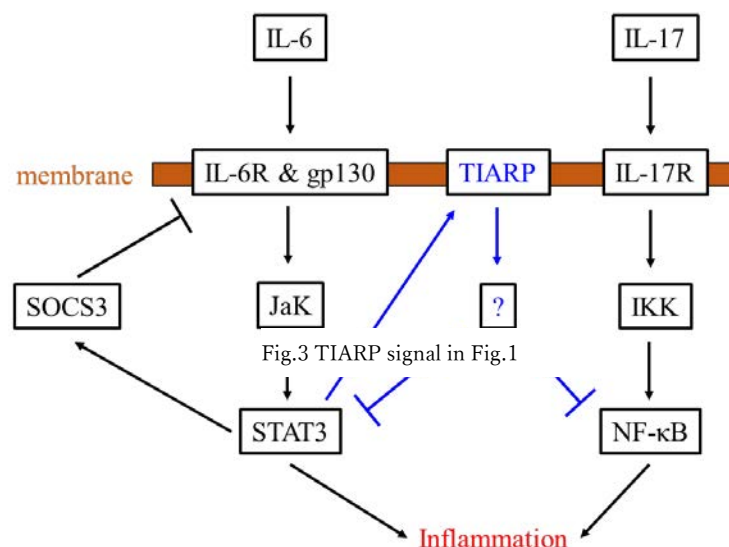 IL-6
IL-17
membrane
IL-6R & gp130
TIARP
IL-17R
SOCS3
JaK
?
IKK
Fig.3 TIARP signal in Fig.1
STAT3
NF-κB
Inflammation